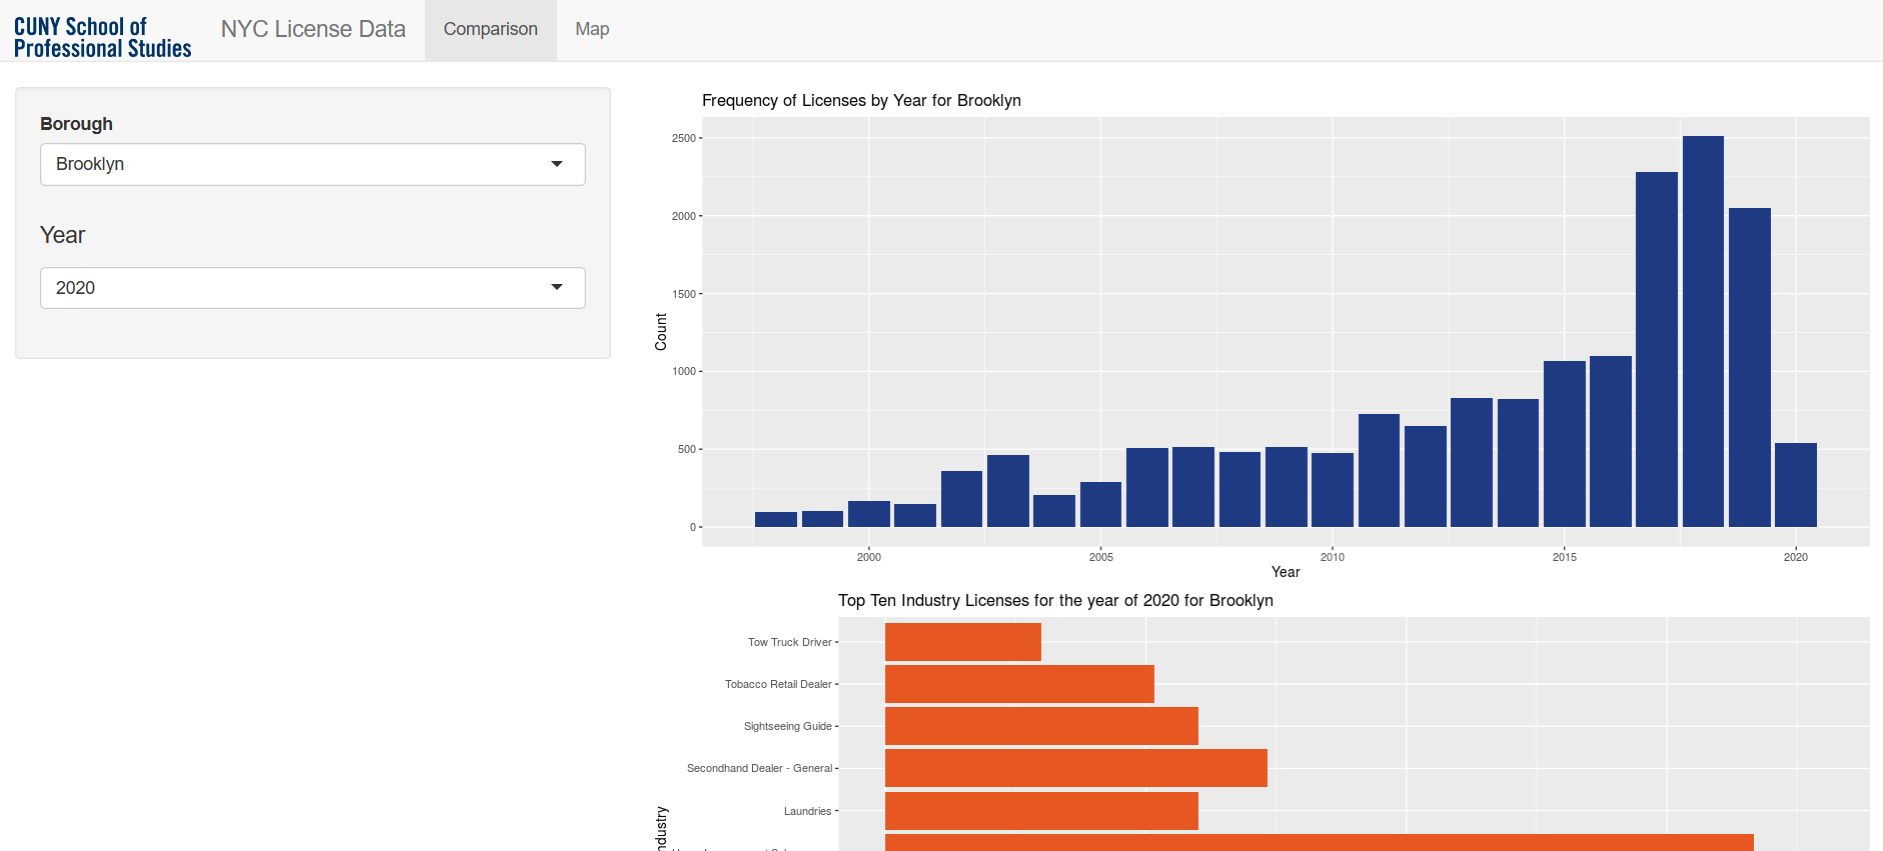 CUNY School of
Professional Studies
NYC License Data
Comparison
Map
Borough
Brooklyn
Year
2020
Frequency of Licenses by Year for Brooklyn
2500
2000
1500
1000
500
0
Count
2000
2005
2010
2015
2020
Year
Top Ten Industry Licenses for the year of 2020 for Brooklyn
Tow Truck Driver
Tobacco Retail Dealer
Sightseeing Guide
Secondhand Dealer - General
Laundries